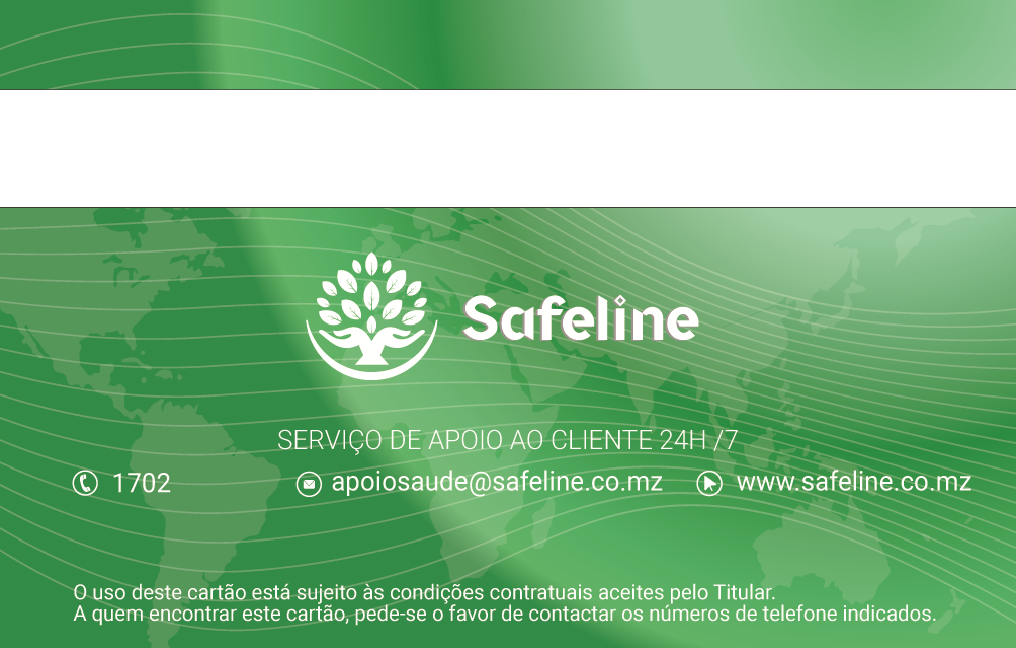 Safeline
SERVIÇO DE APOIO AO CLIENTE 24H /7
1702 apoiosaude@safeline.co.mz www.safeline.co.mz
O uso deste cartão está sujeito às condições contratuais aceites pelo Titular.
A quem encontrar este cartão, pede-se o favor de contactar os números de telefone indicados.